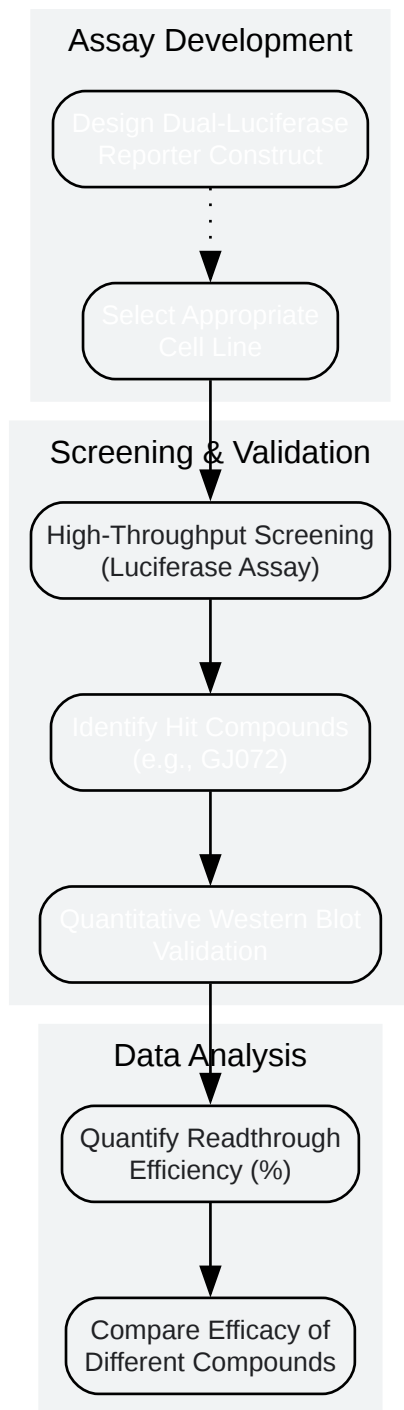 Assay Development
Design Dual-Luciferase
Reporter Construct
Select Appropriate
Cell Line
Screening & Validation
High-Throughput Screening
(Luciferase Assay)
Identify Hit Compounds
(e.g., GJ072)
Quantitative Western Blot
Validation
Data Analysis
Quantify Readthrough
Efficiency (%)
Compare Efficacy of
Different Compounds